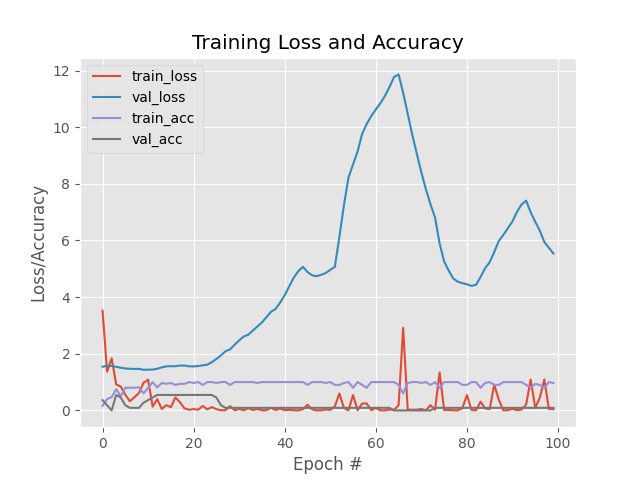 Training Loss and Accuracy
train_loss
val_loss
train_acc
val_acc
12
10
8
6
4
2
0
Loss/Accuracy
0 20 40 60 80 100
Epoch #